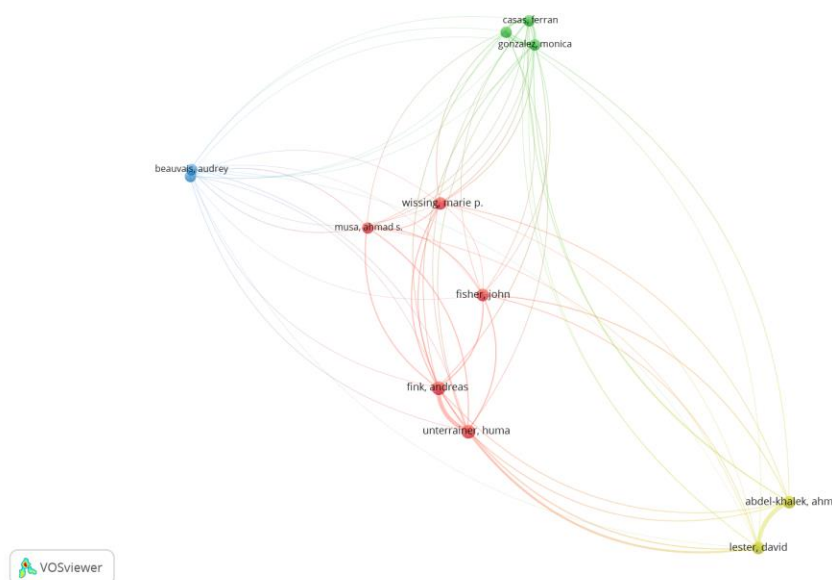 casas, ferran
gonzalez, monica
beauvais, audrey
wissing, marie p.
musa, ahmad s.
fisher, john
fink, andreas
unterrainer, huma
abdel-khalek, ahm
lester, david
VOSviewer